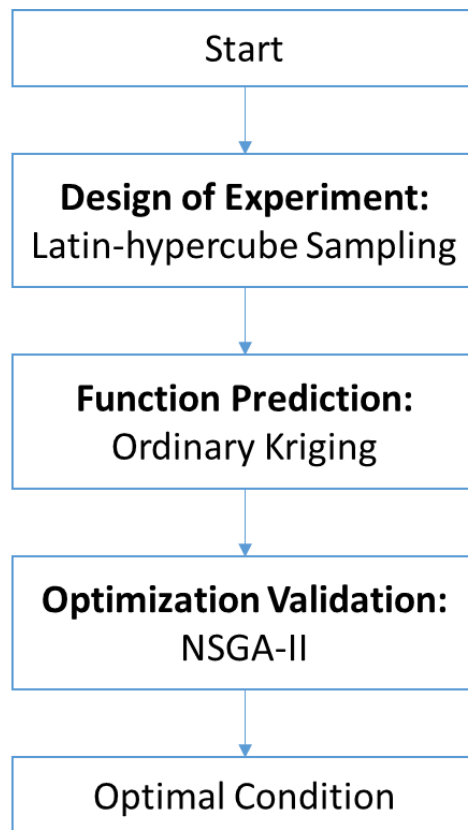 Start
Design of Experiment:
Latin-hypercube Sampling
Function Prediction:
Ordinary Kriging
Optimization Validation:
NSGA-II
Optimal Condition